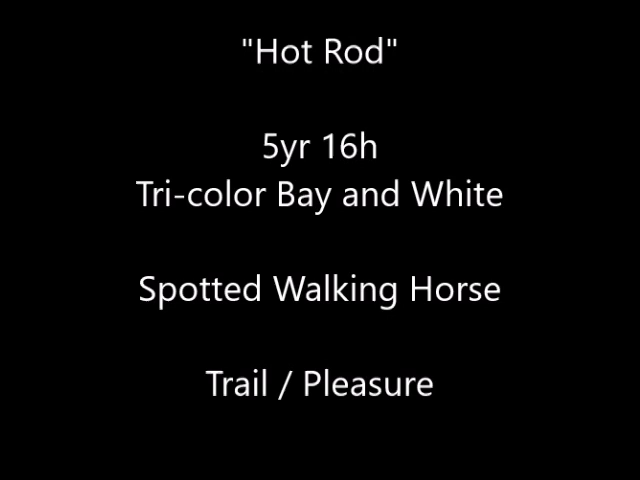 "Hot Rod"
5yr 16h
Tri-color Bay and White
Spotted Walking Horse
Trail / Pleasure